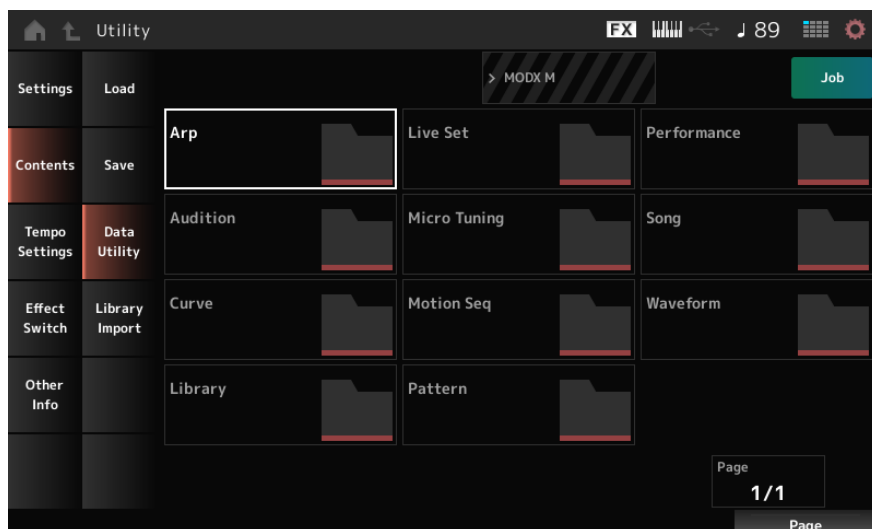 Utility
FX
89
Settings
Load
> MODX M
Job
Contents
Save
Arp
Live Set
Performance
Tempo
Settings
Data
Utility
Audition
Micro Tuning
Song
Effect
Switch
Library
Import
Curve
Motion Seq
Waveform
Other
Info
Library
Pattern
Page
1/1
Page